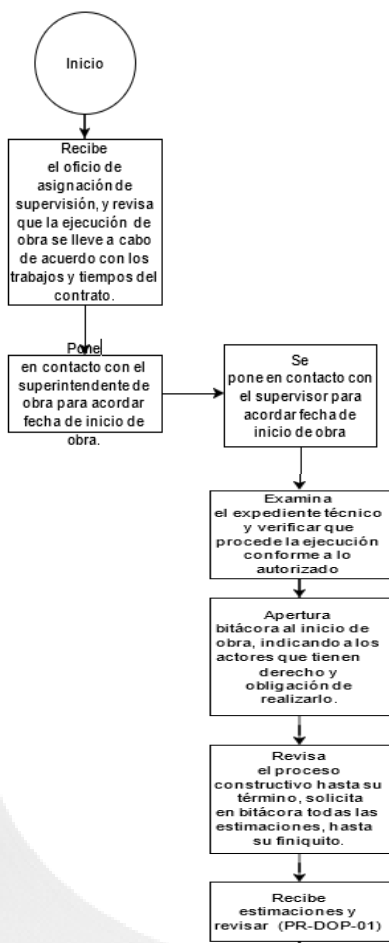 Inicio
Recibe
el oficio de
asignación de
supervisión, y revisa
que la ejecución de
obra se lleve a cabo
de acuerdo con los
trabajos y tiempos del
contrato.
Pone
en contacto con el
superintendente de
obra para acordar
fecha de inicio de
obra.
Se
pone en contacto con
el supervisor para
acordar fecha de
inicio de obra
Examina
el expediente técnico
y verificar que
procede la ejecución
conforme a lo
autorizado
Apertura
bitácora al inicio de
obra, indicando a los
actores que tienen
derecho y
obligación de
realizarlo.
Revisa
el proceso
constructivo hasta su
término, solicita
en bitácora todas las
estimaciones, hasta
su finiquito.
Recibe
estimaciones y
revisar (PR-DOP-01)